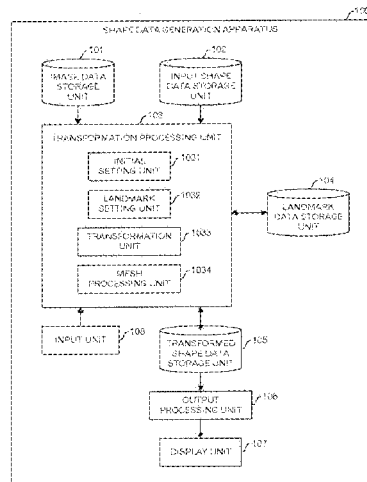 100
SHAPE DATA GENERATION APPARATUS
101
102
IMAGE DATA
STORAGE
UNIT
INPUT SHAPE
DATA STORAGE
UNIT
103
TRANSFORMATION PROCESSING UNIT
INITIAL
SETTING UNIT
1031
LANDMARK
SETTING UNIT
1032
TRANSFORMATION
UNIT
1033
MESH
PROCESSING UNIT
1034
104
LANDMARK
DATA STORAGE
UNIT
INPUT UNIT
108
TRANSFORMED
SHAPE DATA
STORAGE UNIT
105
OUTPUT
PROCESSING UNIT
106
DISPLAY UNIT
107